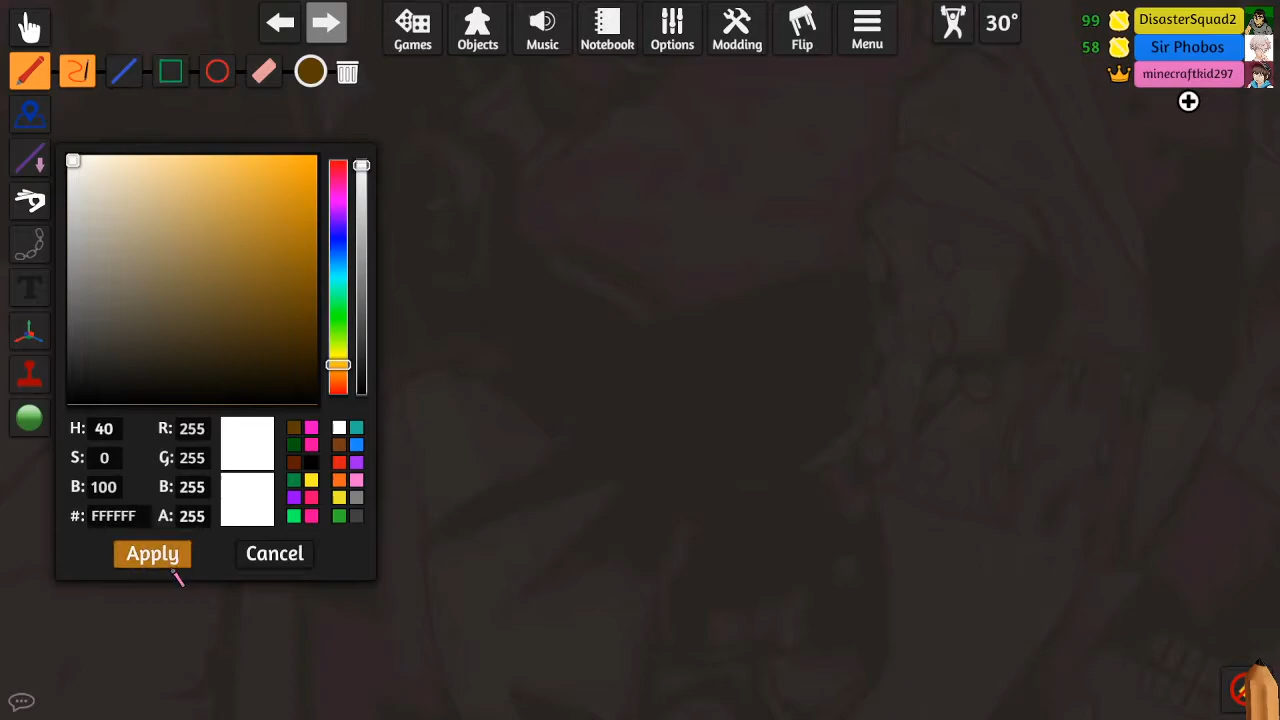 Games Objects Music Notebook Options Modding Flip Menu 30°
99 DisasterSquad2
58 Sir Phobos
minecraftkid297
T
H: 40 R: 255
S: 0 G: 255
B: 100 B: 255
#: FFFFFF A: 255
Apply Cancel